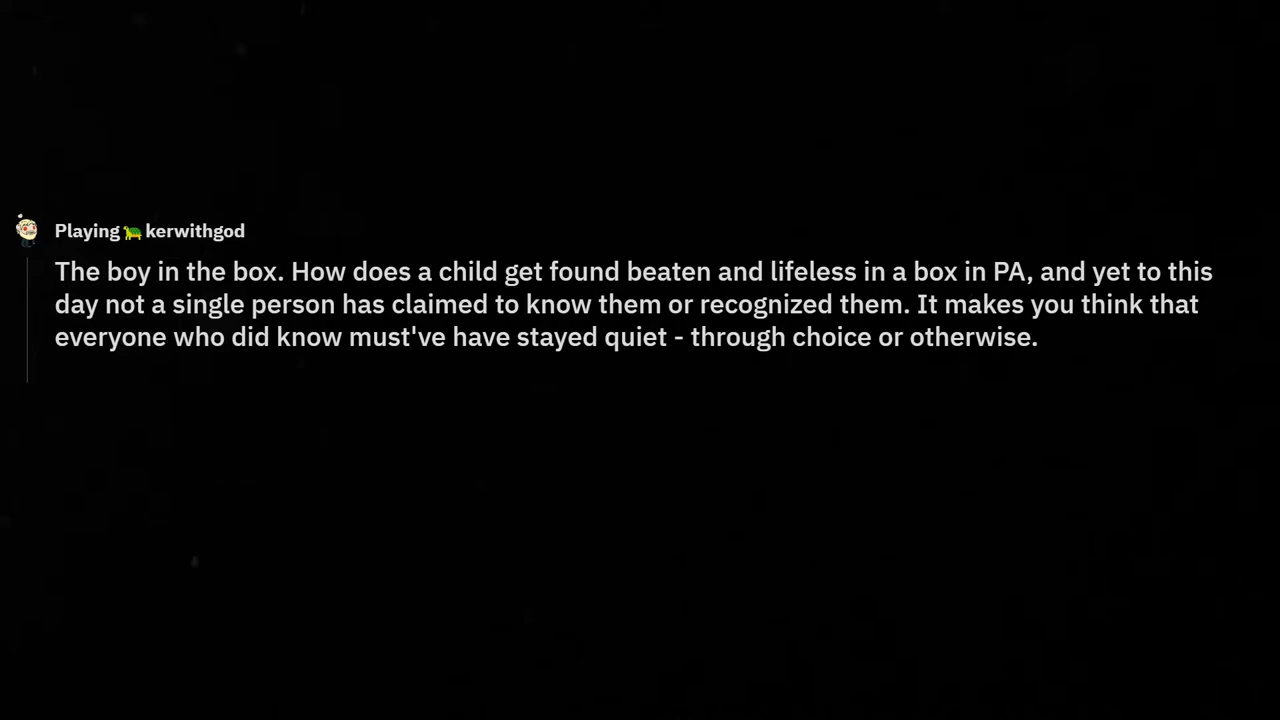 Playing🐢kerwithgod
The boy in the box. How does a child get found beaten and lifeless in a box in PA, and yet to this
day not a single person has claimed to know them or recognized them. It makes you think that
everyone who did know must've have stayed quiet - through choice or otherwise.